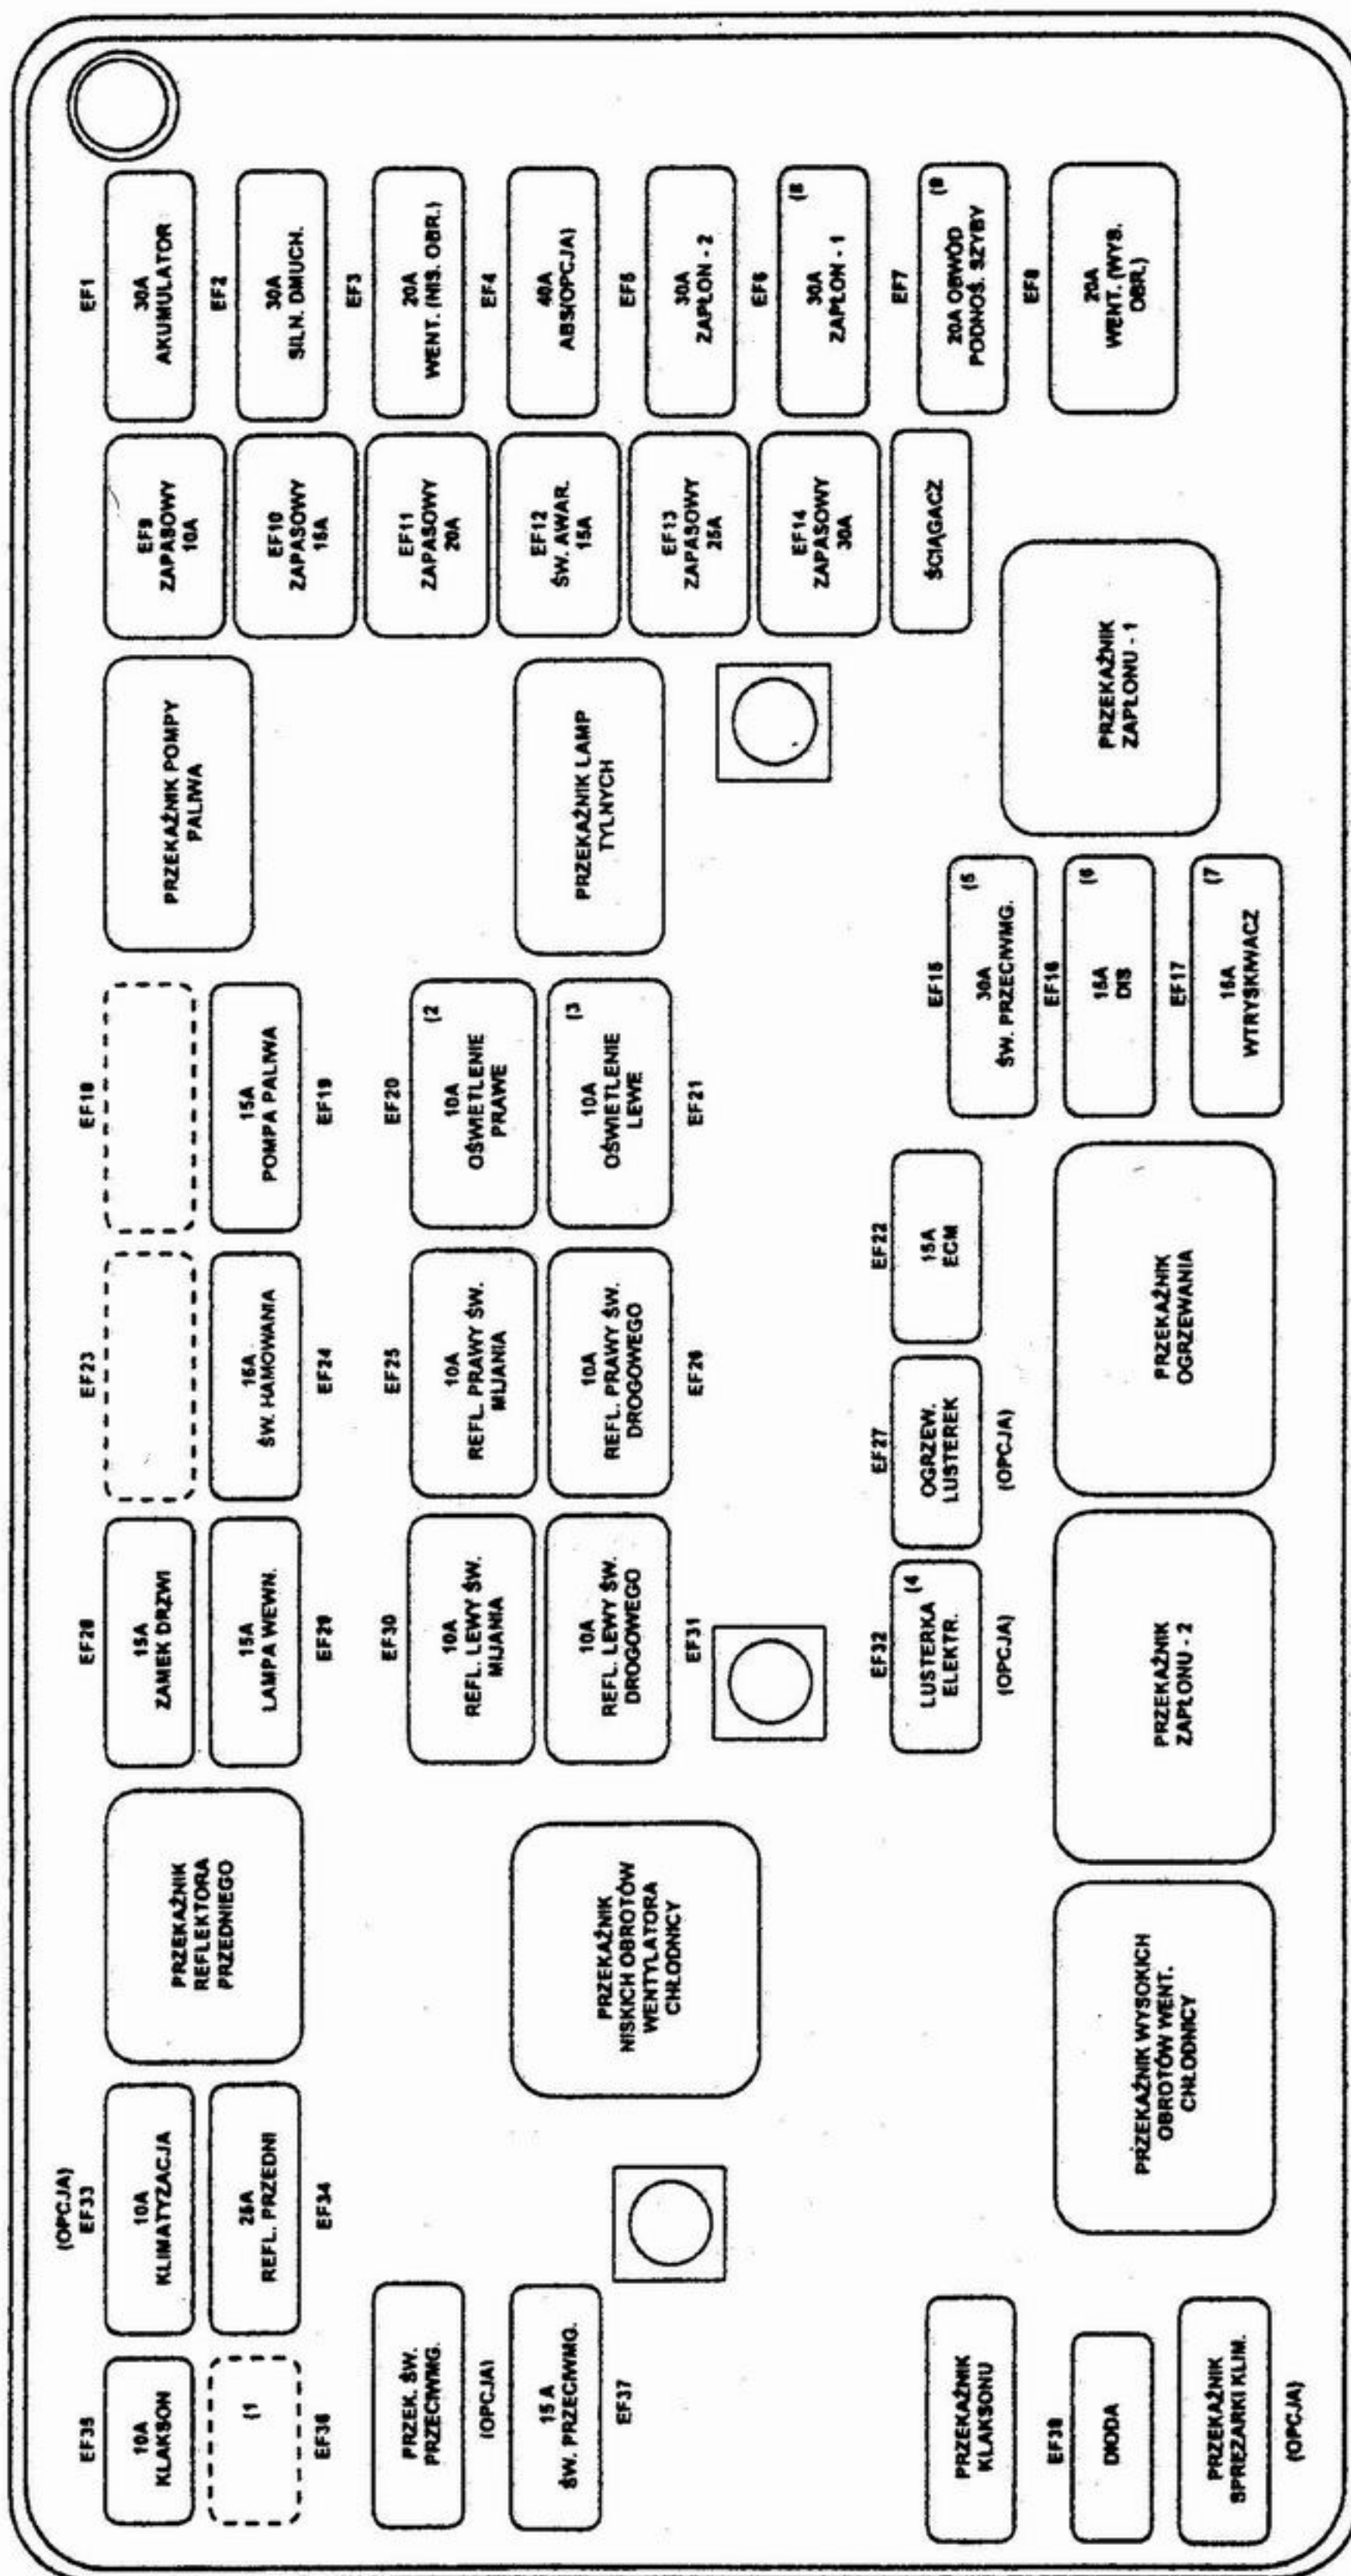 EF1
30A
AKUMULATOR
EF2
30A
SILN. DMUCH.
EF3
20A
WENT. (NIS. OBR.)
EF4
40A
ABS(OPCJA)
EF5
30A
ZAPŁON - 2
EF6
30A
ZAPŁON - 1
(8
EF7
20A OBWÓD
PODNOŚ. SZYBY
(9
EF8
20A
WENT. (WYS.
OBR.)
EF9
ZAPASOWY
10A
EF10
ZAPASOWY
15A
EF11
ZAPASOWY
20A
EF12
ŚW. AWAR.
15A
EF13
ZAPASOWY
25A
EF14
ZAPASOWY
30A
ŚCIĄGACZ
PRZEKAŹNIK POMPY
PALIWA
PRZEKAŹNIK LAMP
TYLNYCH
PRZEKAŹNIK
ZAPŁONU - 1
EF18
15A
POMPA PALIWA
EF19
EF20
10A
OŚWIETLENIE
PRAWE
(2
10A
OŚWIETLENIE
LEWE
(3
EF21
EF15
30A
ŚW. PRZECIWMG.
(5
EF16
15A
DIS
(6
EF17
15A
WTRYSKIWACZ
(7
EF23
15A
ŚW. HAMOWANIA
EF24
EF25
10A
REFL. PRAWY ŚW.
MIJANIA
10A
REFL. PRAWY ŚW.
DROGOWEGO
EF26
EF22
15A
ECM
EF27
OGRZEW.
LUSTEREK
(OPCJA)
PRZEKAŹNIK
OGRZEWANIA
EF28
15A
ZAMEK DRZWI
15A
LAMPA WEWN.
EF29
EF30
10A
REFL. LEWY ŚW.
MIJANIA
10A
REFL. LEWY ŚW.
DROGOWEGO
EF31
EF32
LUSTERKA
ELEKTR.
(4
(OPCJA)
PRZEKAŹNIK
ZAPŁONU - 2
PRZEKAŹNIK
REFLEKTORA
PRZEDNIEGO
PRZEKAŹNIK
NISKICH OBROTÓW
WENTYLATORA
CHŁODNICY
PRZEKAŹNIK WYSOKICH
OBROTÓW WENT.
CHŁODNICY
(OPCJA)
EF33
10A
KLIMATYZACJA
25A
REFL. PRZEDNI
EF34
EF35
10A
KLAKSON
(1
EF36
PRZEK. ŚW.
PRZECIWMG.
(OPCJA)
15 A
ŚW. PRZECIWMG.
EF37
PRZEKAŹNIK
KLAKSONU
EF38
DIODA
PRZEKAŹNIK
SPRĘŻARKI KLIM.
(OPCJA)